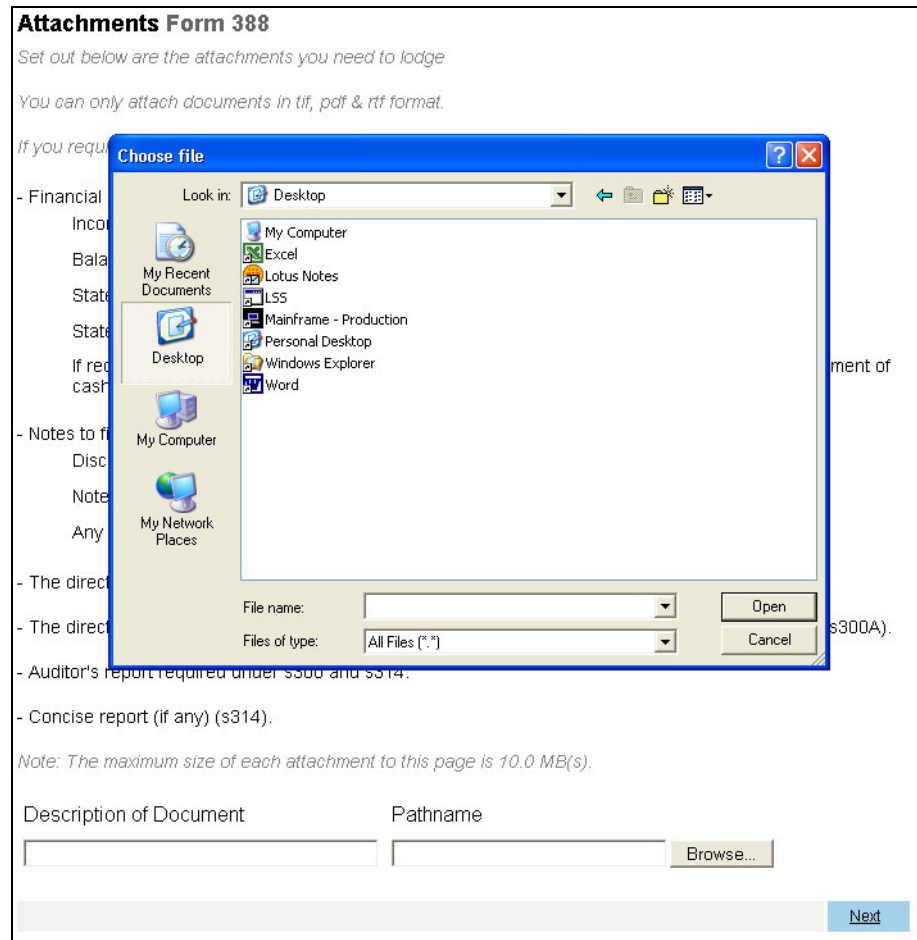 Attachments Form 388
Set out below are the attachments you need to lodge
You can only attach documents in tif, pdf & rtf format.
If you requi
Choose file
Look in: Desktop
My Recent Documents
Desktop
My Computer
My Network Places
My Computer
Excel
Lotus Notes
LSS
Mainframe - Production
Personal Desktop
Windows Explorer
Word
File name:
Open
Files of type: All Files (*.*)
Cancel
- Financial
Incor
Bala
State
State
If req
ment of
cash
- Notes to fi
Disc
Note
Any
- The direct
- The direct
s300A).
- Auditor's report required under s300 and s314.
- Concise report (if any) (s314).
Note: The maximum size of each attachment to this page is 10.0 MB(s).
Description of Document
Pathname
Browse...
Next